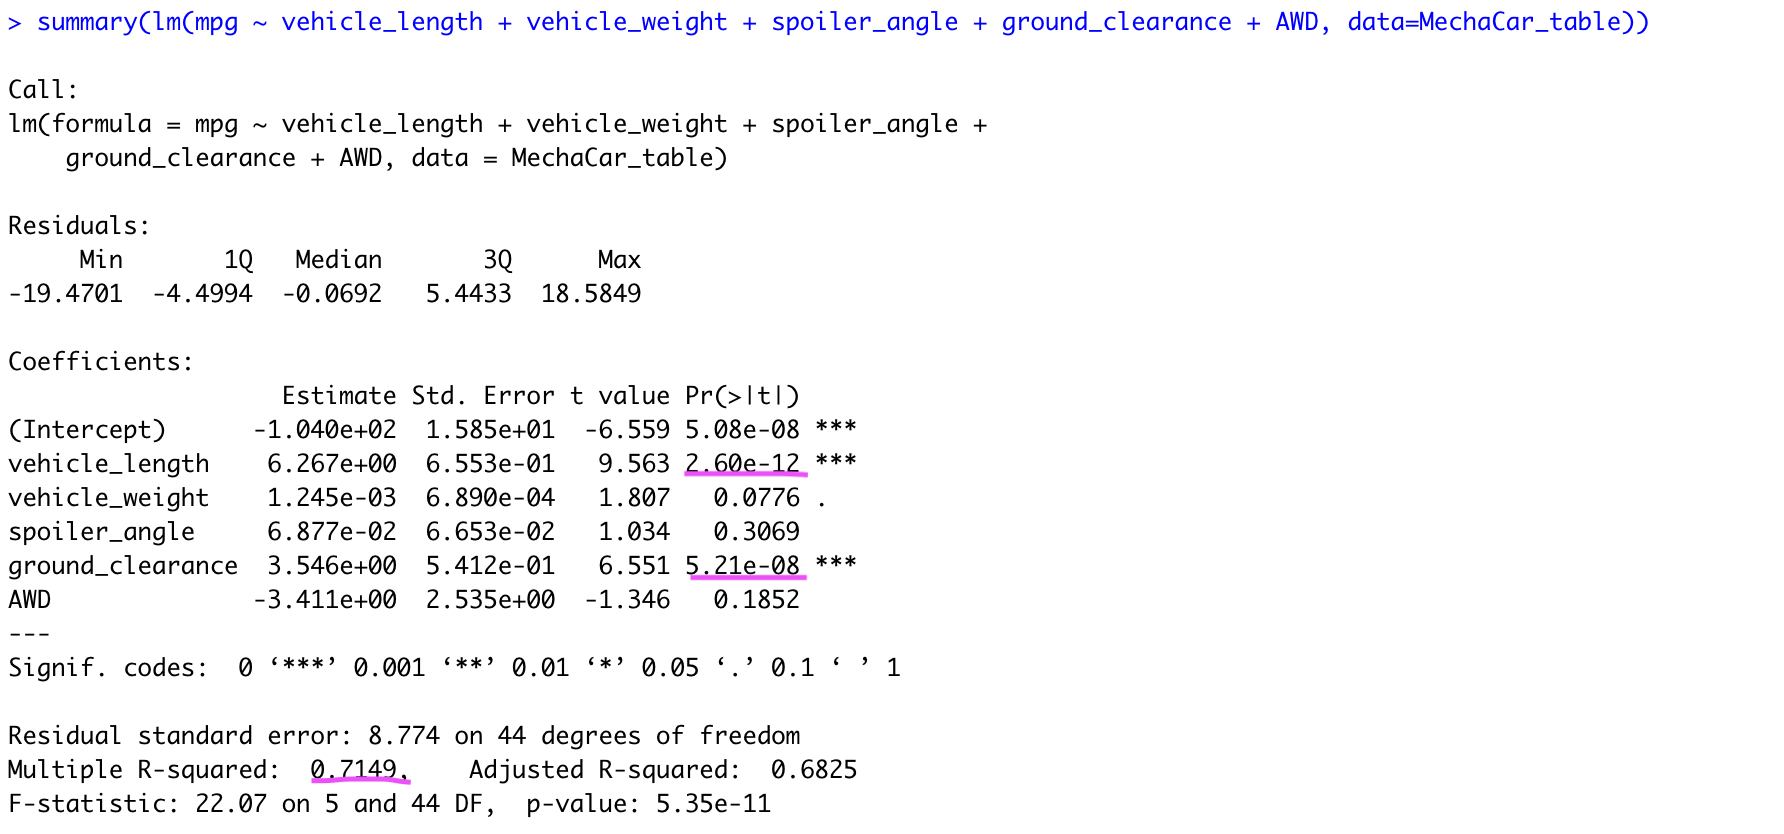 > summary(lm(mpg ~ vehicle_length + vehicle_weight + spoiler_angle + ground_clearance + AWD, data=MechaCar_table))

Call:
lm(formula = mpg ~ vehicle_length + vehicle_weight + spoiler_angle +
    ground_clearance + AWD, data = MechaCar_table)

Residuals:
     Min       1Q   Median       3Q      Max
-19.4701  -4.4994  -0.0692   5.4433  18.5849

Coefficients:
                   Estimate Std. Error t value Pr(>|t|)
(Intercept)      -1.040e+02  1.585e+01  -6.559 5.08e-08 ***
vehicle_length    6.267e+00  6.553e-01   9.563 2.60e-12 ***
vehicle_weight    1.245e-03  6.890e-04   1.807   0.0776 .
spoiler_angle     6.877e-02  6.653e-02   1.034   0.3069
ground_clearance  3.546e+00  5.412e-01   6.551 5.21e-08 ***
AWD              -3.411e+00  2.535e+00  -1.346   0.1852
---
Signif. codes:  0 ‘***’ 0.001 ‘**’ 0.01 ‘*’ 0.05 ‘.’ 0.1 ‘ ’ 1

Residual standard error: 8.774 on 44 degrees of freedom
Multiple R-squared:  0.7149,    Adjusted R-squared:  0.6825
F-statistic: 22.07 on 5 and 44 DF,  p-value: 5.35e-11